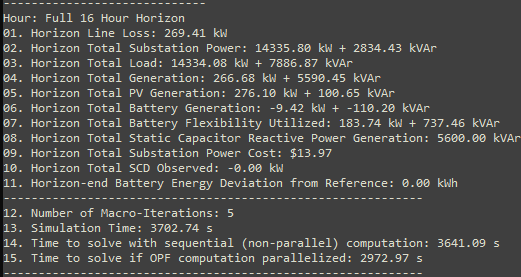 ------------------------------
Hour: Full 16 Hour Horizon
01. Horizon Line Loss: 269.41 kW
02. Horizon Total Substation Power: 14335.80 kW + 2834.43 kVAr
03. Horizon Total Load: 14334.08 kW + 7886.87 kVAr
04. Horizon Total Generation: 266.68 kW + 5590.45 kVAr
05. Horizon Total PV Generation: 276.10 kW + 100.65 kVAr
06. Horizon Total Battery Generation: -9.42 kW + -110.20 kVAr
07. Horizon Total Battery Flexibility Utilized: 183.74 kW + 737.46 kVAr
08. Horizon Total Static Capacitor Reactive Power Generation: 5600.00 kVAr
09. Horizon Total Substation Power Cost: $13.97
10. Horizon Total SCD Observed: -0.00 kW
11. Horizon-end Battery Energy Deviation from Reference: 0.00 kWh
------------------------------------------------------------
12. Number of Macro-Iterations: 5
13. Simulation Time: 3702.74 s
14. Time to solve with sequential (non-parallel) computation: 3641.09 s
15. Time to solve if OPF computation parallelized: 2972.97 s
------------------------------------------------------------